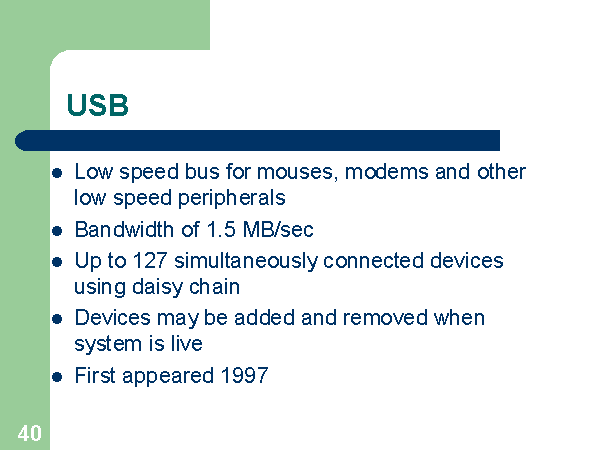 USB
Low speed bus for mouses, modems and other
low speed peripherals
Bandwidth of 1.5 MB/sec
Up to 127 simultaneously connected devices
using daisy chain
Devices may be added and removed when
system is live
First appeared 1997
40